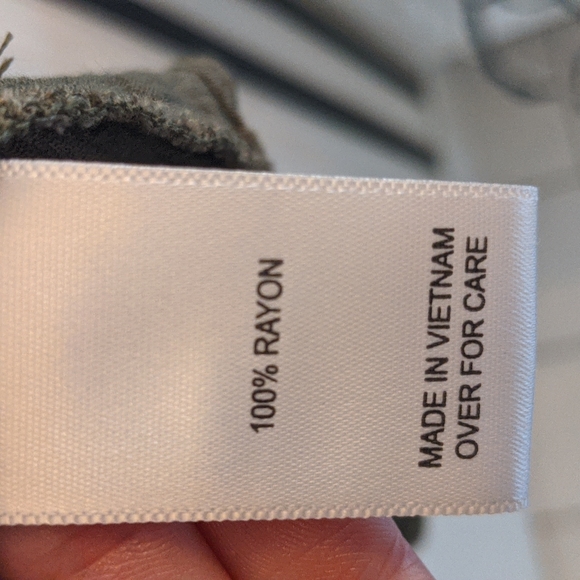 100% RAYON
MADE IN VIETNAM
OVER FOR CARE